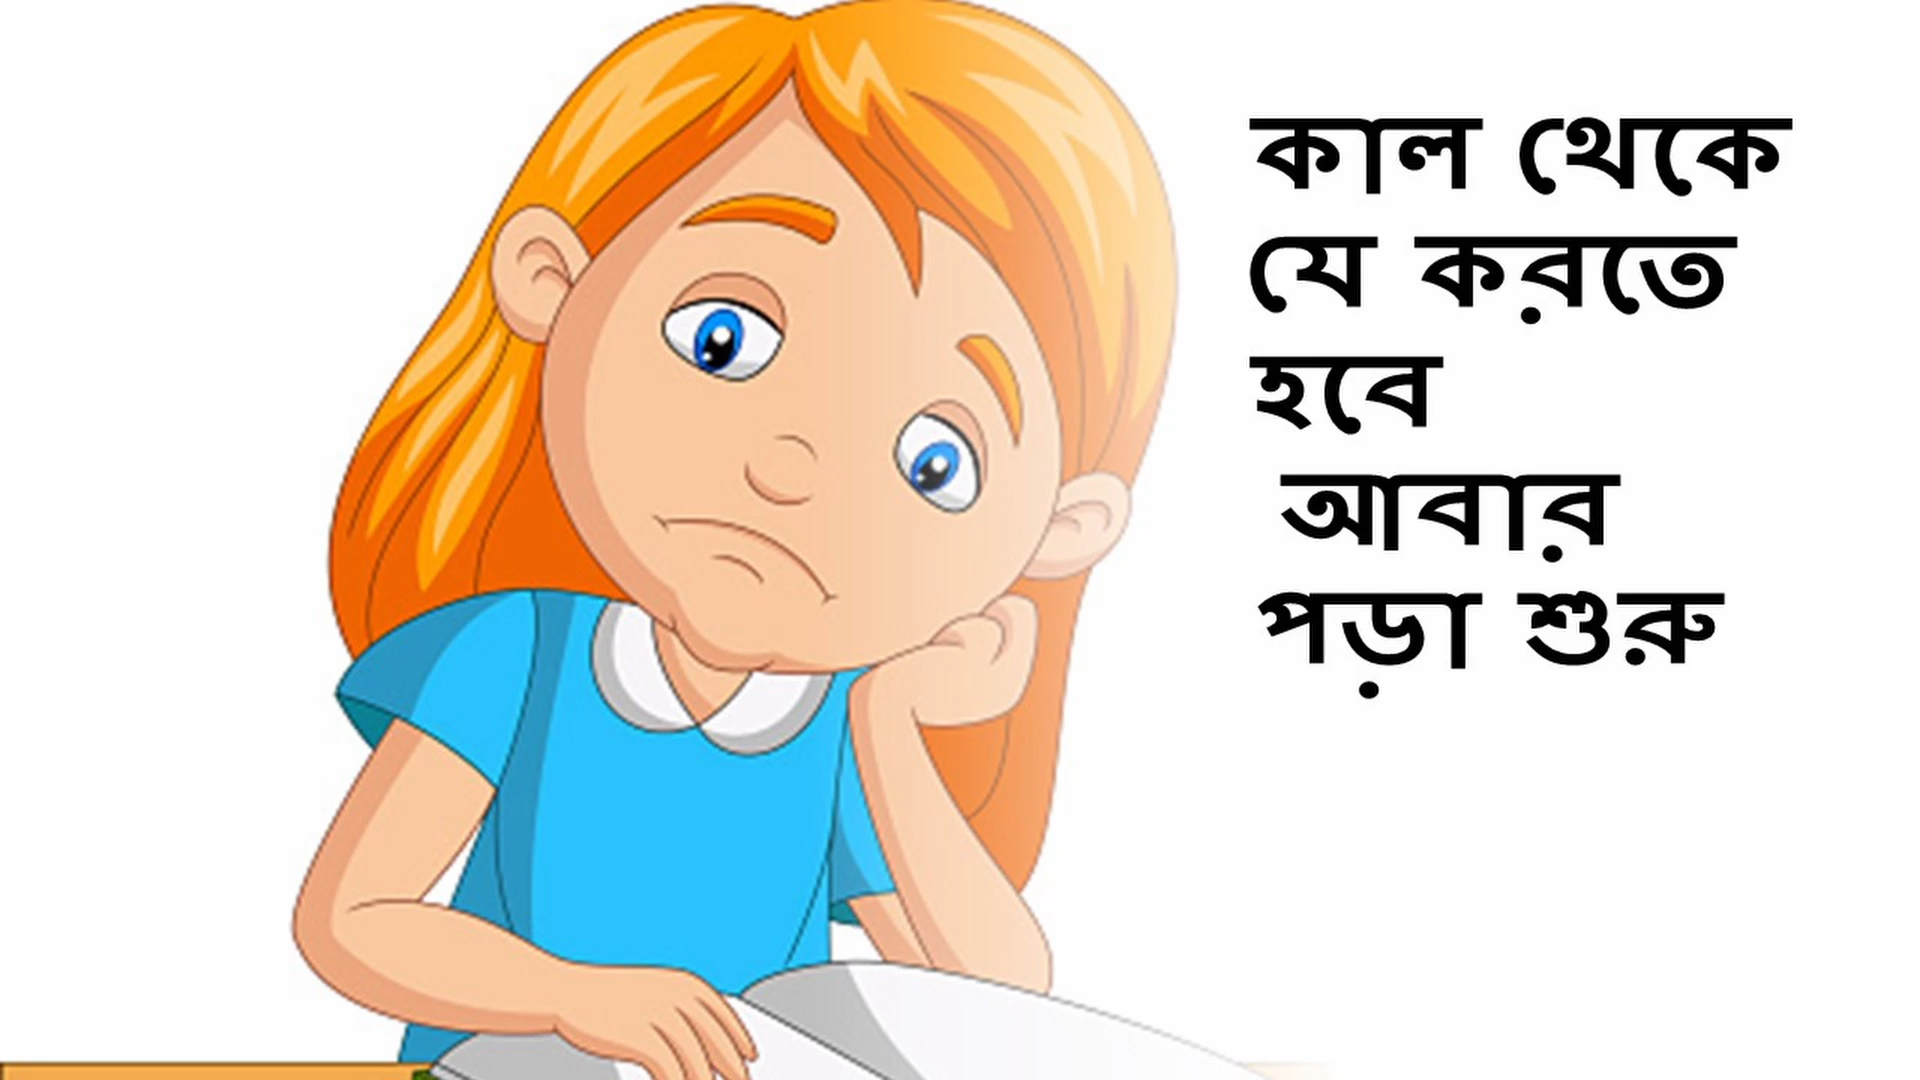 কাল থেকে
যে করতে
হবে
আবার
পড়া শুরু